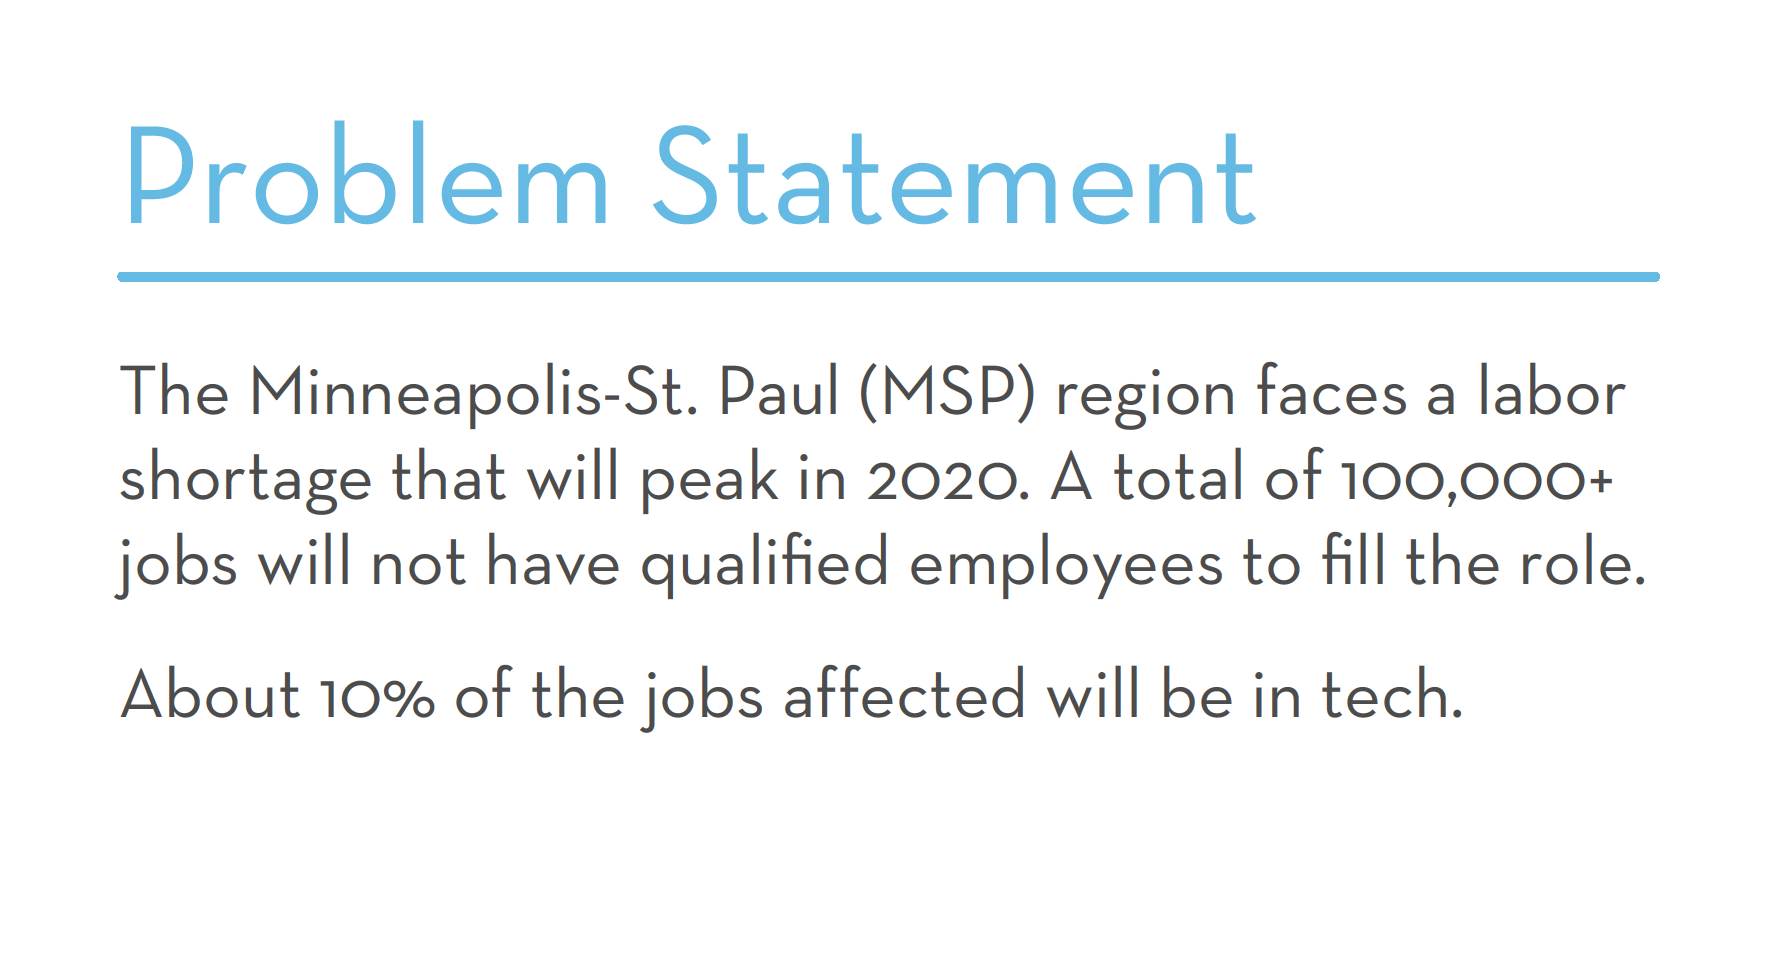 Problem Statement
The Minneapolis-St. Paul (MSP) region faces a labor
shortage that will peak in 2020. A total of 100,000+
jobs will not have qualified employees to fill the role.
About 10% of the jobs affected will be in tech.